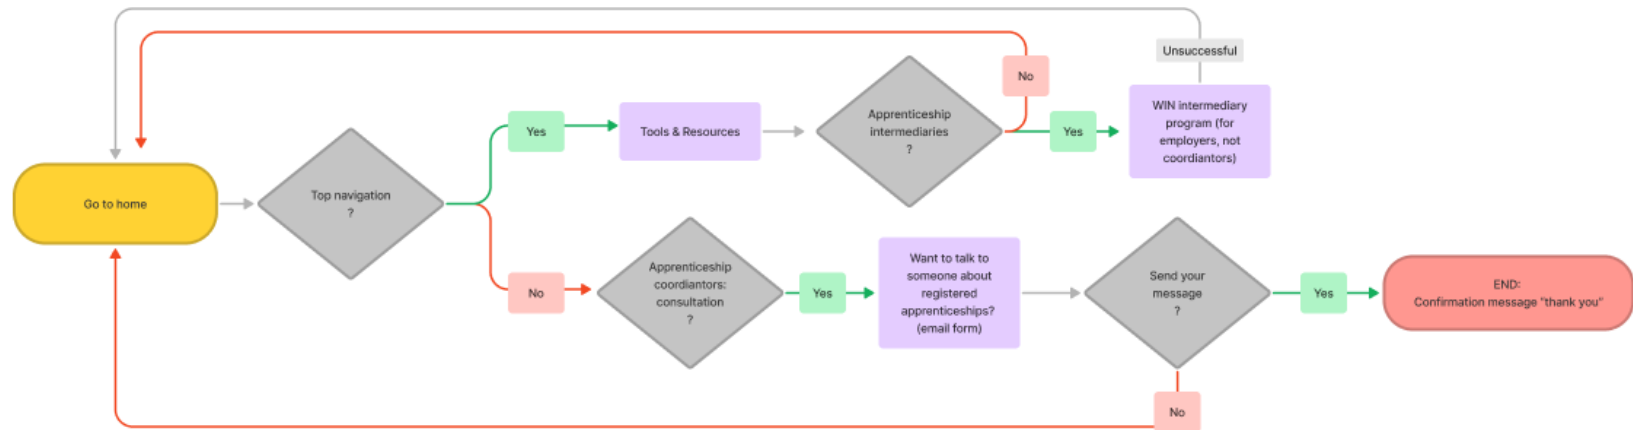 Unsuccessful
No
Apprenticeship
intermediaries
?
Yes
Tools & Resources
Yes
WIN intermediary
program (for
employers, not
coordiantors)
Go to home
Top navigation
?
No
Apprenticeship
coordiantors:
consultation
?
Yes
Want to talk to
someone about
registered
apprenticeships?
(email form)
Send your
message
?
Yes
END:
Confirmation message "thank you"
No